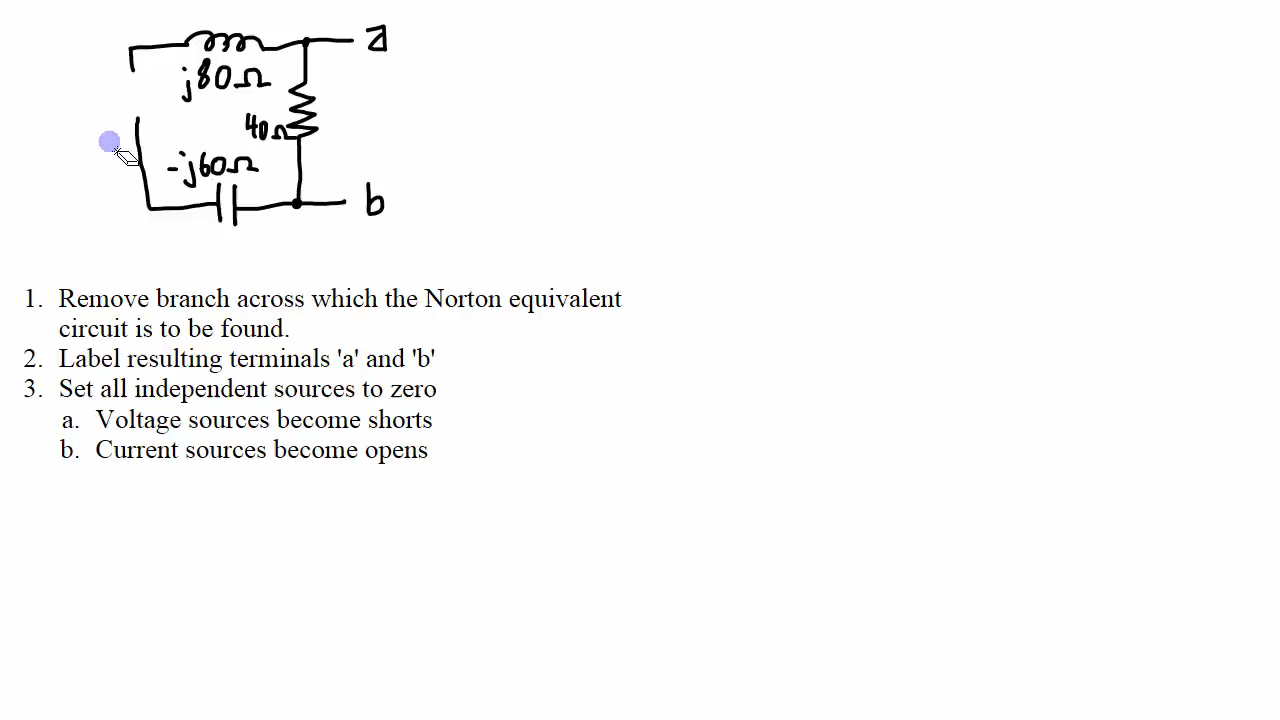 a
j80Ω
40Ω
-j60Ω
b
1. Remove branch across which the Norton equivalent
circuit is to be found.
2. Label resulting terminals 'a' and 'b'
3. Set all independent sources to zero
a. Voltage sources become shorts
b. Current sources become opens